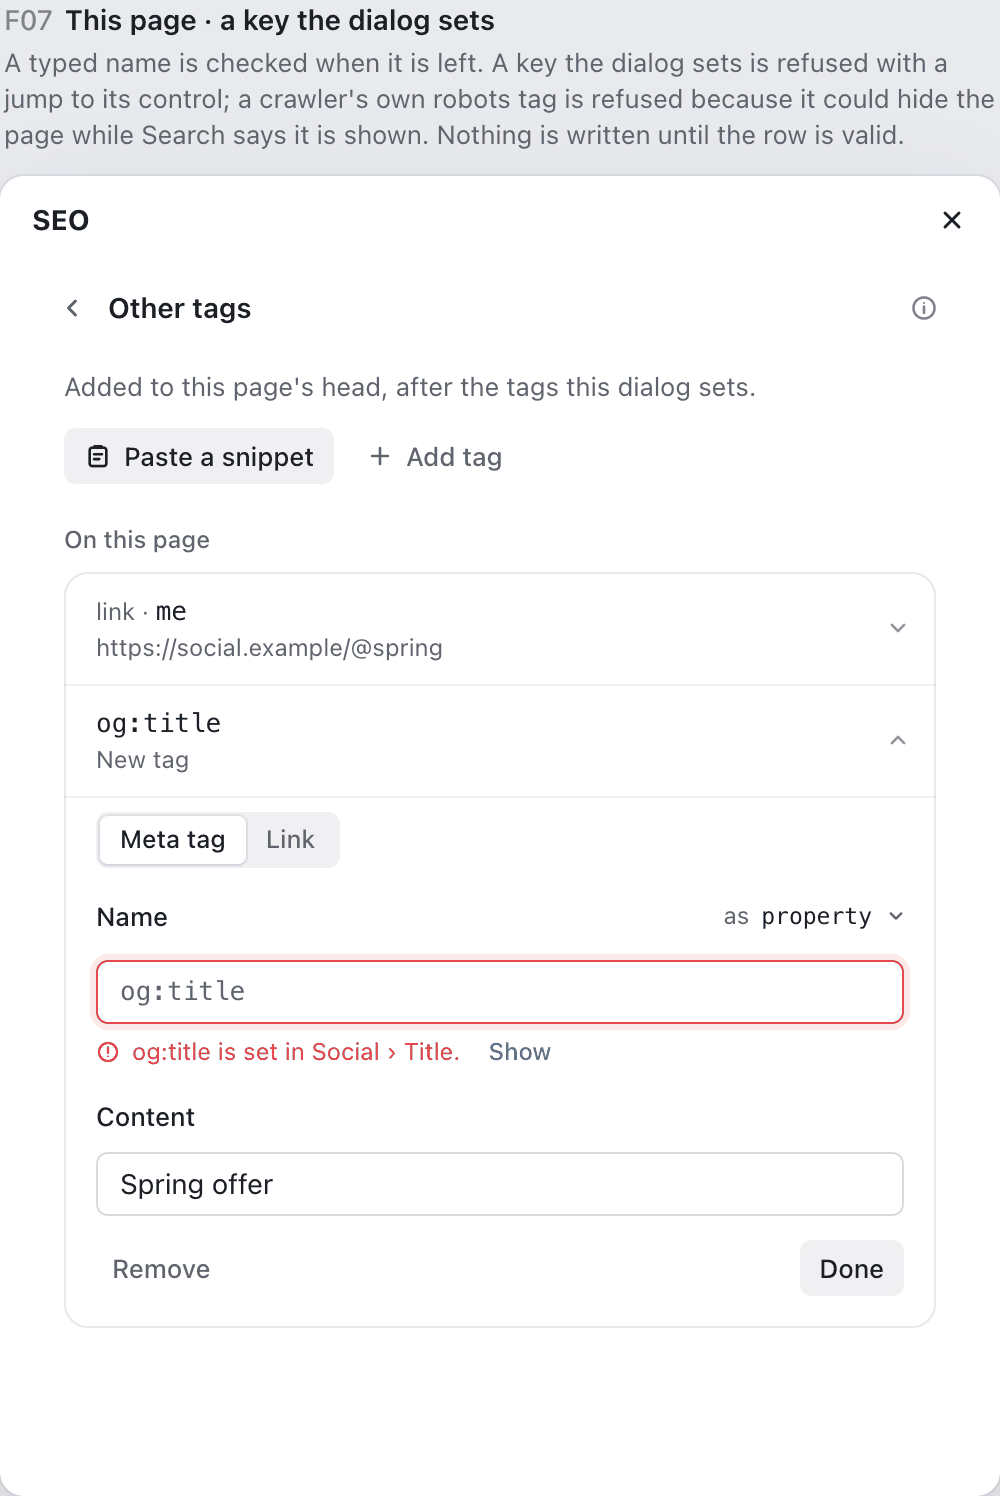 F07 This page · a key the dialog sets
A typed name is checked when it is left. A key the dialog sets is refused with a
jump to its control; a crawler's own robots tag is refused because it could hide the
page while Search says it is shown. Nothing is written until the row is valid.
SEO
Other tags
Added to this page's head, after the tags this dialog sets.
Paste a snippet
Add tag
On this page
link · me
https://social.example/@spring
og:title
New tag
Meta tag
Link
Name
as property
og:title
og:title is set in Social › Title. Show
Content
Spring offer
Remove
Done